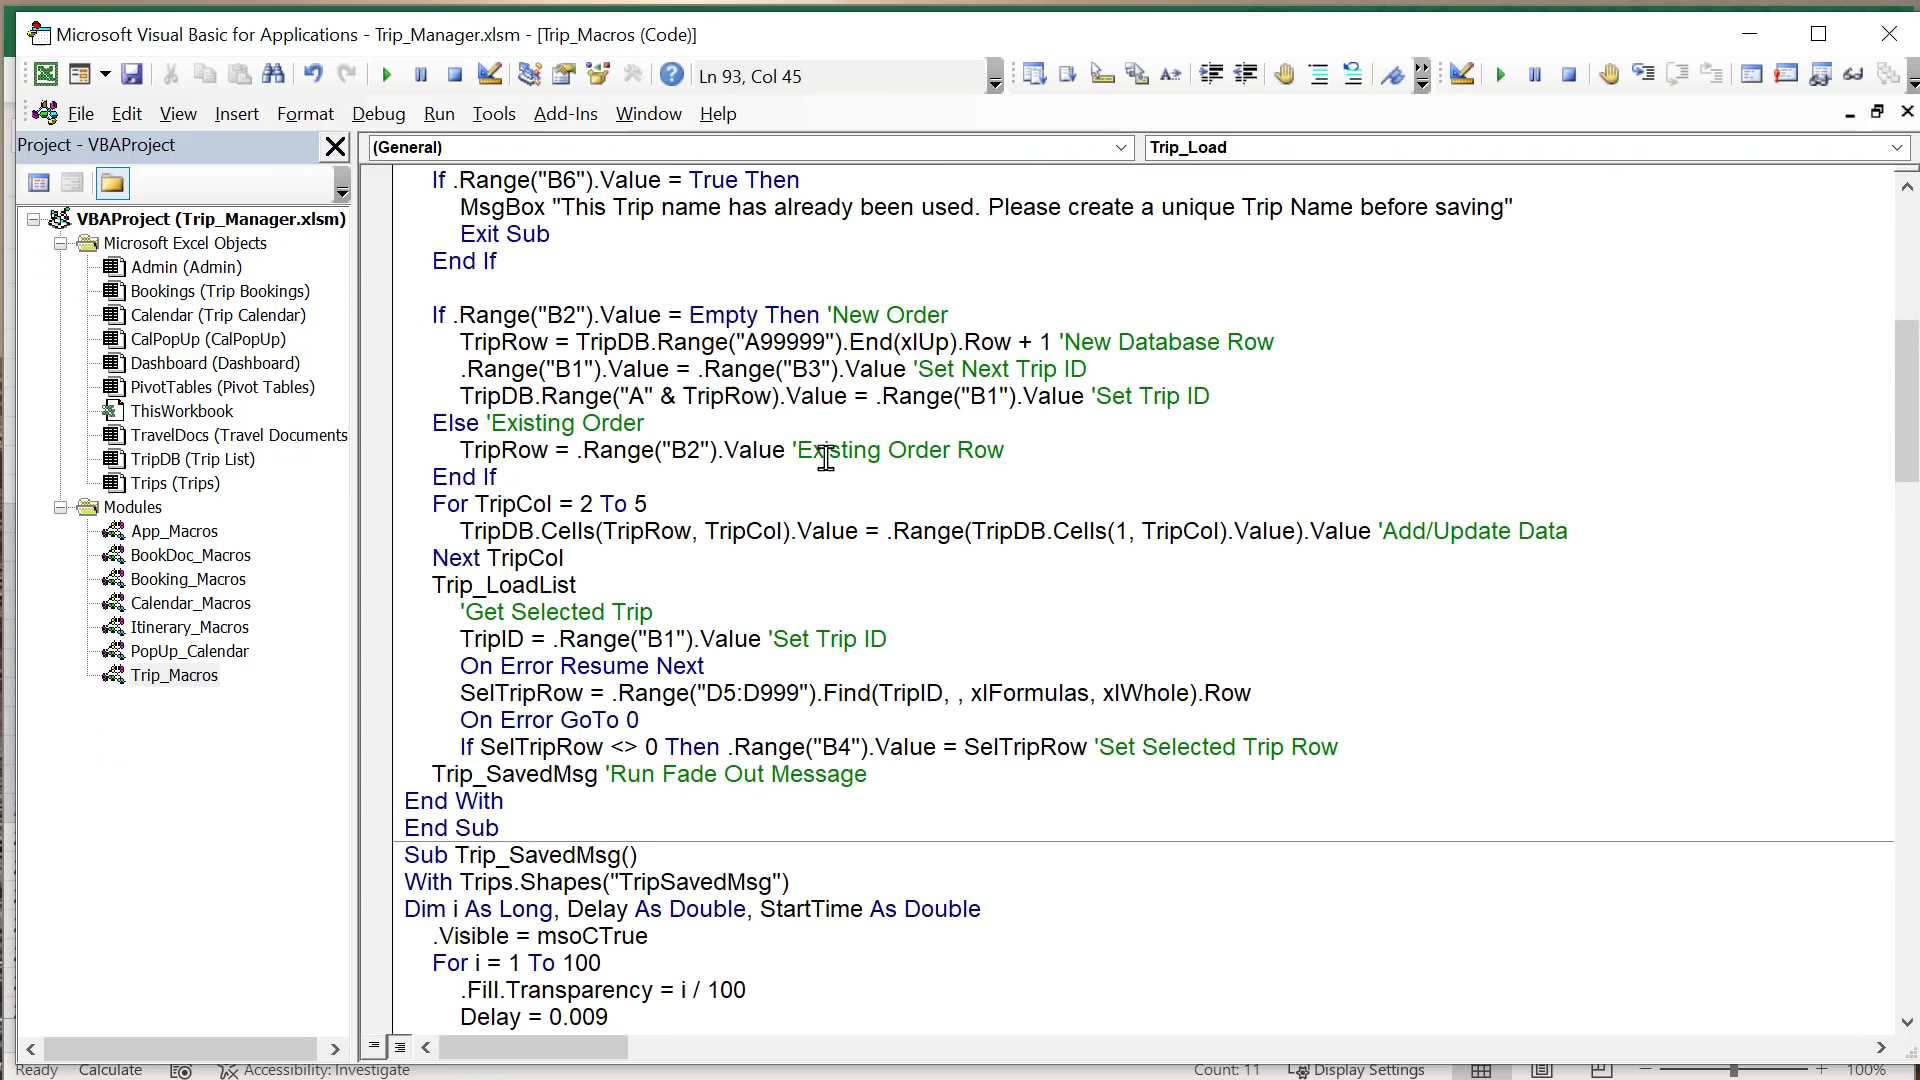 Microsoft Visual Basic for Applications - Trip_Manager.xlsm - [Trip_Macros (Code)]
Ln 93, Col 45
File Edit View Insert Format Debug Run Tools Add-Ins Window Help
Project - VBAProject
(General)
Trip_Load
VBAProject (Trip_Manager.xlsm)
Microsoft Excel Objects
Admin (Admin)
Bookings (Trip Bookings)
Calendar (Trip Calendar)
CalPopUp (CalPopUp)
Dashboard (Dashboard)
PivotTables (Pivot Tables)
ThisWorkbook
TravelDocs (Travel Documents
TripDB (Trip List)
Trips (Trips)
Modules
App_Macros
BookDoc_Macros
Booking_Macros
Calendar_Macros
Itinerary_Macros
PopUp_Calendar
Trip_Macros
If .Range("B6").Value = True Then
MsgBox "This Trip name has already been used. Please create a unique Trip Name before saving"
Exit Sub
End If
If .Range("B2").Value = Empty Then 'New Order
TripRow = TripDB.Range("A99999").End(xlUp).Row + 1 'New Database Row
.Range("B1").Value = .Range("B3").Value 'Set Next Trip ID
TripDB.Range("A" & TripRow).Value = .Range("B1").Value 'Set Trip ID
Else 'Existing Order
TripRow = .Range("B2").Value 'Existing Order Row
End If
For TripCol = 2 To 5
TripDB.Cells(TripRow, TripCol).Value = .Range(TripDB.Cells(1, TripCol).Value).Value 'Add/Update Data
Next TripCol
Trip_LoadList
'Get Selected Trip
TripID = .Range("B1").Value 'Set Trip ID
On Error Resume Next
SelTripRow = .Range("D5:D999").Find(TripID, , xlFormulas, xlWhole).Row
On Error GoTo 0
If SelTripRow <> 0 Then .Range("B4").Value = SelTripRow 'Set Selected Trip Row
Trip_SavedMsg 'Run Fade Out Message
End With
End Sub
Sub Trip_SavedMsg()
With Trips.Shapes("TripSavedMsg")
Dim i As Long, Delay As Double, StartTime As Double
.Visible = msoCTrue
For i = 1 To 100
.Fill.Transparency = i / 100
Delay = 0.009
Ready Calculate Accessibility: Investigate Count: 11 Display Settings 100%